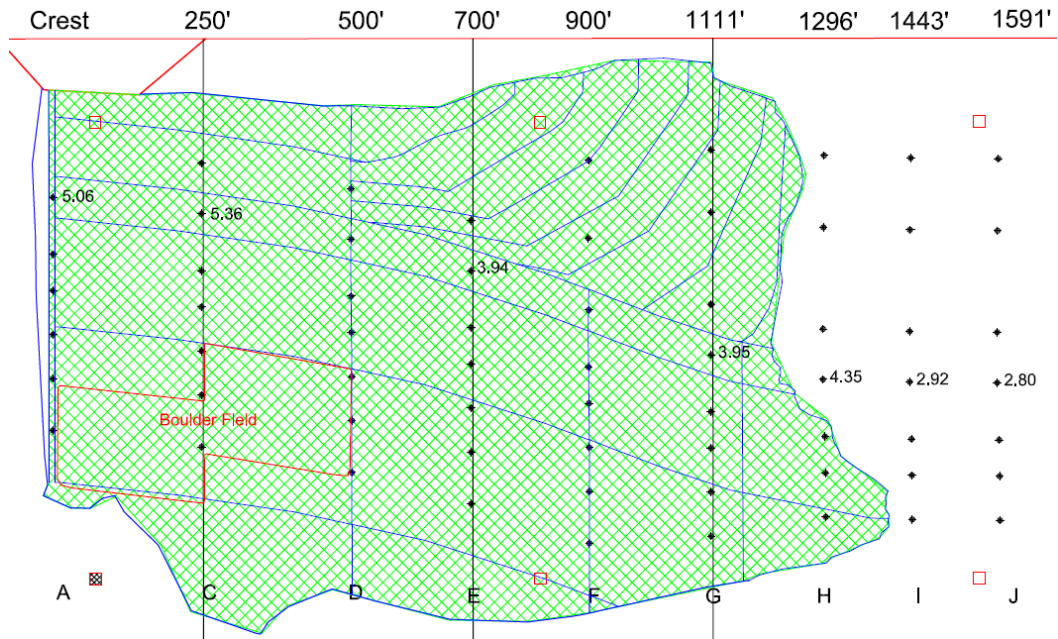 Crest 250' 500' 700' 900' 1111' 1296' 1443' 1591'
5.06
5.36
3.94
3.95
4.35 2.92 2.80
Boulder Field
A C D E F G H I J